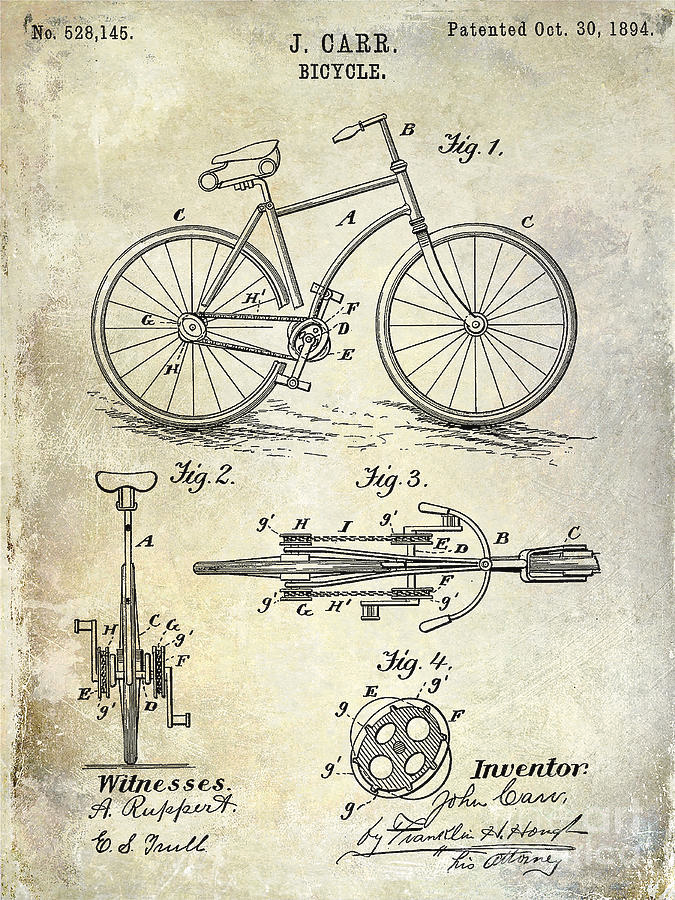 No. 528,145.
J. CARR.
BICYCLE.
Patented Oct. 30, 1894.
Fig. 1.
B
A
C
C
H'
G
H
F
D
E
Fig. 2.
A
H
C
G
g'
F
E
g'
D
Fig. 3.
g'
H
I
g'
E
D
B
C
g'
G
H'
F
g'
Fig. 4.
g
E
g'
F
g'
g
Witnesses.
A. Ruppert.
E. S. Trull
Inventor:
John Carr,
by Franklin H. Hough
his Attorney